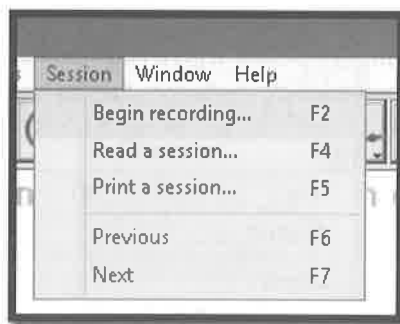 Session Window Help
Begin recording... F2
Read a session... F4
Print a session... F5
Previous F6
Next F7